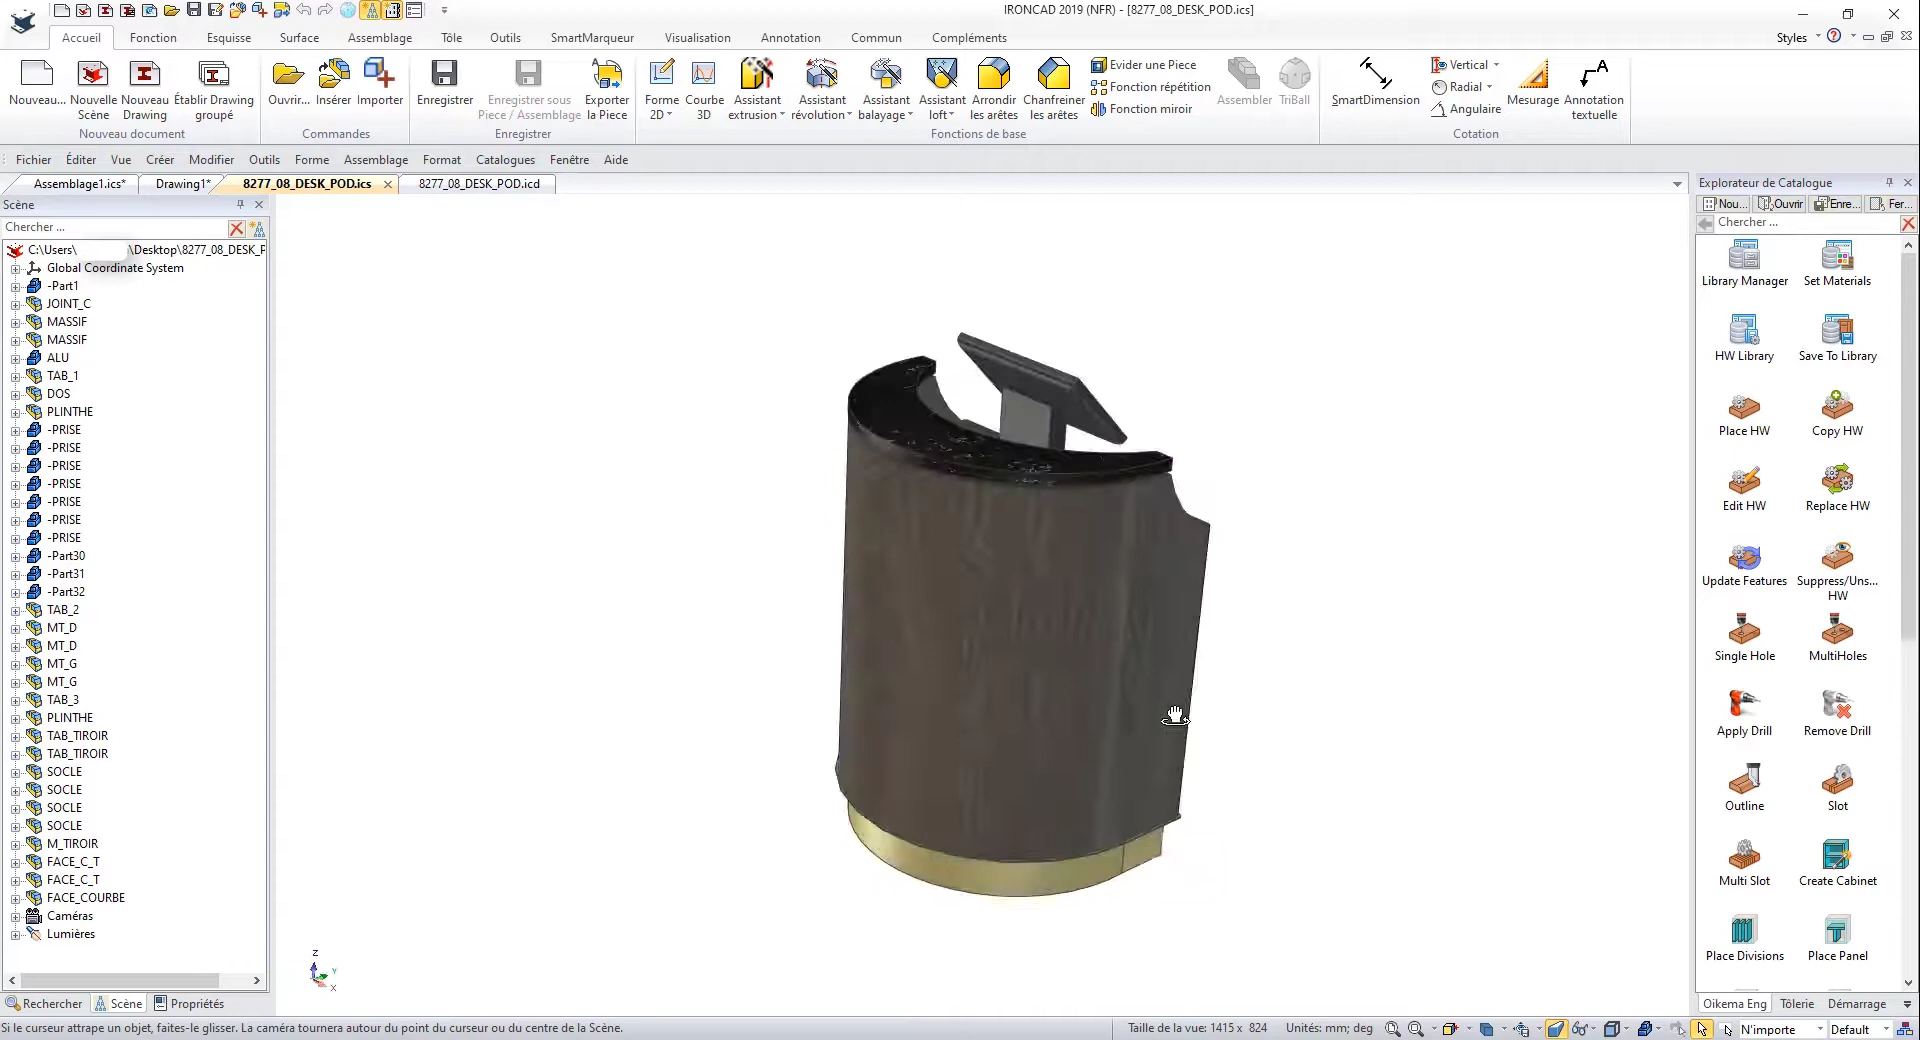 IRONCAD 2019 (NFR) - [8277_08_DESK_POD.ics]
Accueil Fonction Esquisse Surface Assemblage Tôle Outils SmartMarqueur Visualisation Annotation Commun Compléments Styles
Nouveau... Nouvelle Scène Nouveau Drawing Établir Drawing groupé
Nouveau document
Ouvrir... Insérer Importer
Commandes
Enregistrer Enregistrer sous Piece / Assemblage Exporter la Piece
Enregistrer
Forme 2D Courbe 3D Assistant extrusion Assistant révolution Assistant balayage Assistant loft Arrondir les arêtes Chanfreiner les arêtes
Evider une Piece
Fonction répétition
Fonction miroir
Assembler TriBall
Fonctions de base
SmartDimension
Vertical
Radial
Angulaire
Mesurage Annotation textuelle
Cotation
Fichier Éditer Vue Créer Modifier Outils Forme Assemblage Format Catalogues Fenêtre Aide
Assemblage1.ics* Drawing1* 8277_08_DESK_POD.ics 8277_08_DESK_POD.icd
Scène
Chercher ...
C:\Users\ \Desktop\8277_08_DESK_P
Global Coordinate System
-Part1
JOINT_C
MASSIF
MASSIF
ALU
TAB_1
DOS
PLINTHE
-PRISE
-PRISE
-PRISE
-PRISE
-PRISE
-PRISE
-PRISE
-Part30
-Part31
-Part32
TAB_2
MT_D
MT_D
MT_G
MT_G
TAB_3
PLINTHE
TAB_TIROIR
TAB_TIROIR
SOCLE
SOCLE
SOCLE
SOCLE
M_TIROIR
FACE_C_T
FACE_C_T
FACE_COURBE
Caméras
Lumières
Rechercher Scène Propriétés
Z
Y
X
Explorateur de Catalogue
Nou... Ouvrir Enre... Fer...
Chercher ...
Library Manager Set Materials
HW Library Save To Library
Place HW Copy HW
Edit HW Replace HW
Update Features Suppress/Uns... HW
Single Hole MultiHoles
Apply Drill Remove Drill
Outline Slot
Multi Slot Create Cabinet
Place Divisions Place Panel
Oikema Eng Tôlerie Démarrage
Si le curseur attrape un objet, faites-le glisser. La caméra tournera autour du point du curseur ou du centre de la Scène.
Taille de la vue: 1415 x 824 Unités: mm; deg N'importe Default